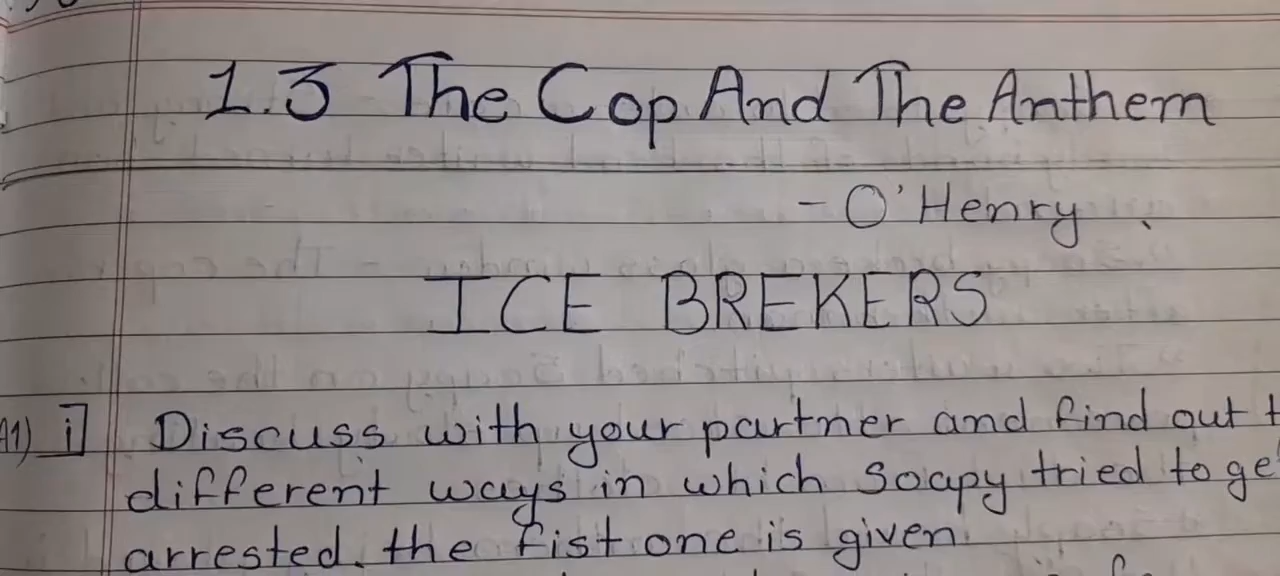 1.3 The Cop And The Anthem
- O'Henry.
ICE BREKERS
A1) i] Discuss with your partner and find out
different ways in which Soapy tried to ge
arrested. the fist one is given.